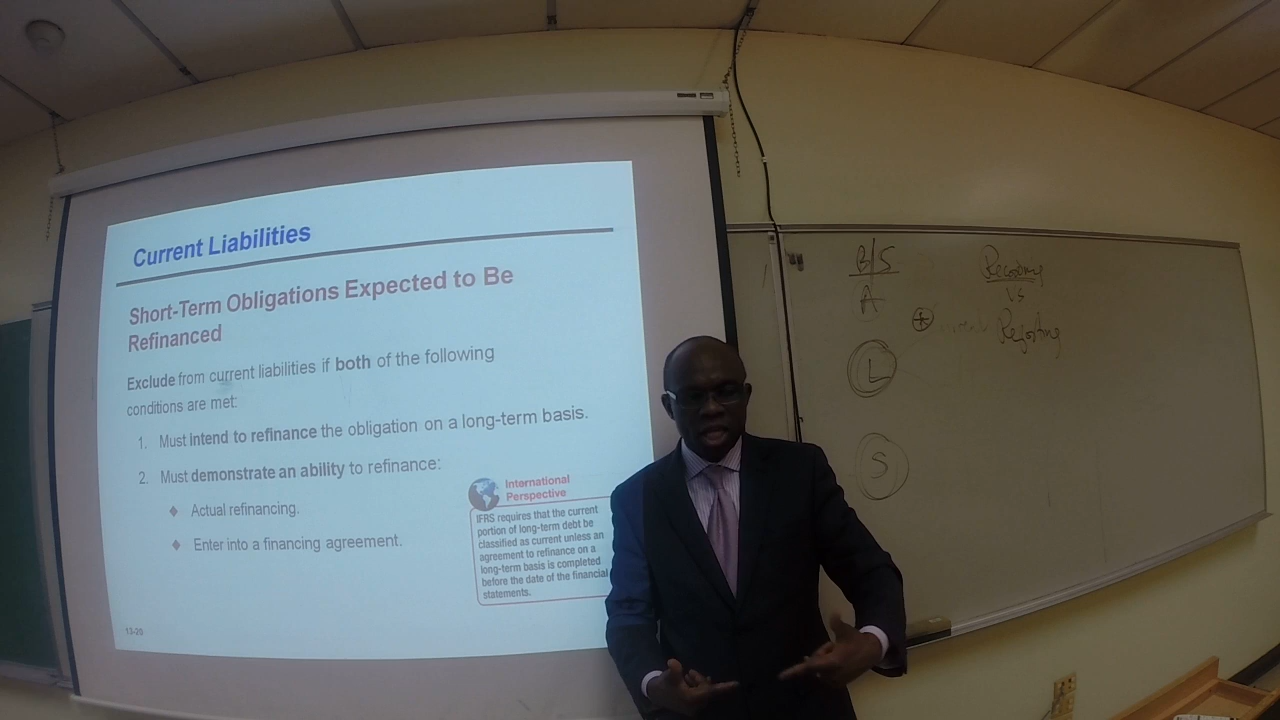 Current Liabilities
Short-Term Obligations Expected to Be
Refinanced
Exclude from current liabilities if both of the following
conditions are met:
1. Must intend to refinance the obligation on a long-term basis.
2. Must demonstrate an ability to refinance:
❖ Actual refinancing.
❖ Enter into a financing agreement.
International
Perspective
IFRS requires that the current
portion of long-term debt be
classified as current unless an
agreement to refinance on a
long-term basis is completed
before the date of the financial
statements.
13-20
B/S
A
L
S
Recording
vs
Reporting